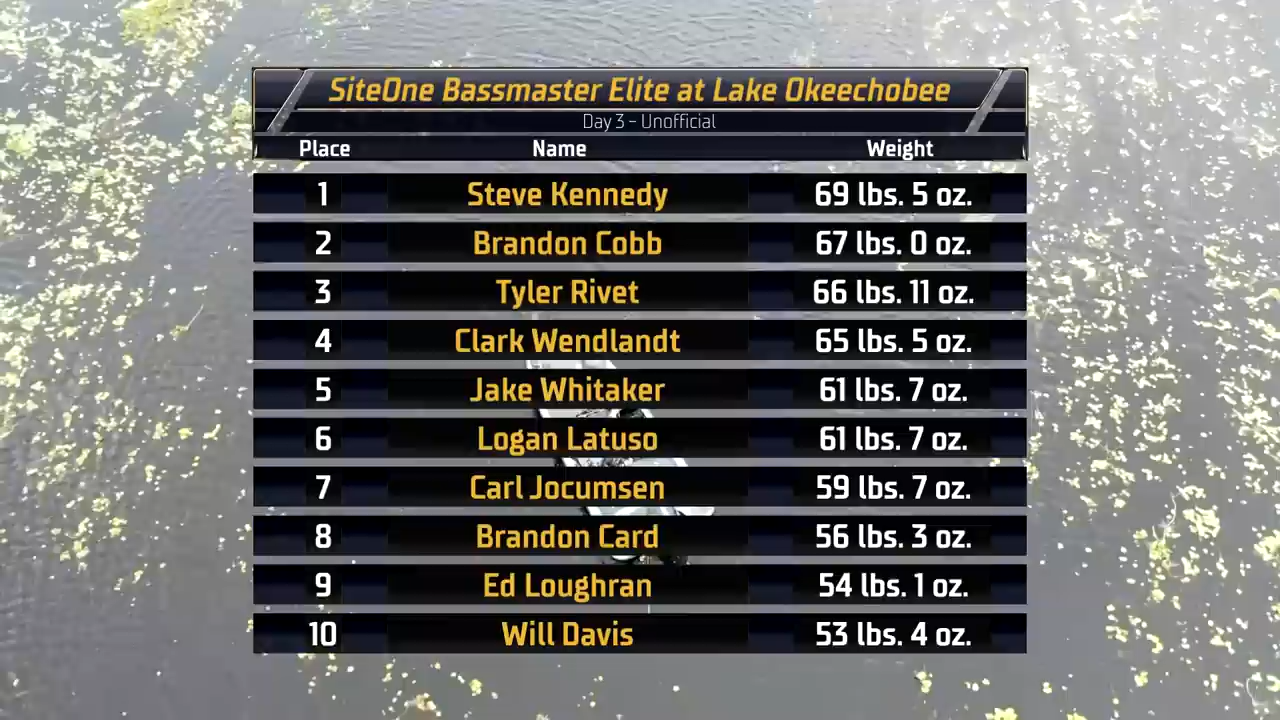 SiteOne Bassmaster Elite at Lake Okeechobee
Day 3 - Unofficial
Place Name Weight
1 Steve Kennedy 69 lbs. 5 oz.
2 Brandon Cobb 67 lbs. 0 oz.
3 Tyler Rivet 66 lbs. 11 oz.
4 Clark Wendlandt 65 lbs. 5 oz.
5 Jake Whitaker 61 lbs. 7 oz.
6 Logan Latuso 61 lbs. 7 oz.
7 Carl Jocumsen 59 lbs. 7 oz.
8 Brandon Card 56 lbs. 3 oz.
9 Ed Loughran 54 lbs. 1 oz.
10 Will Davis 53 lbs. 4 oz.